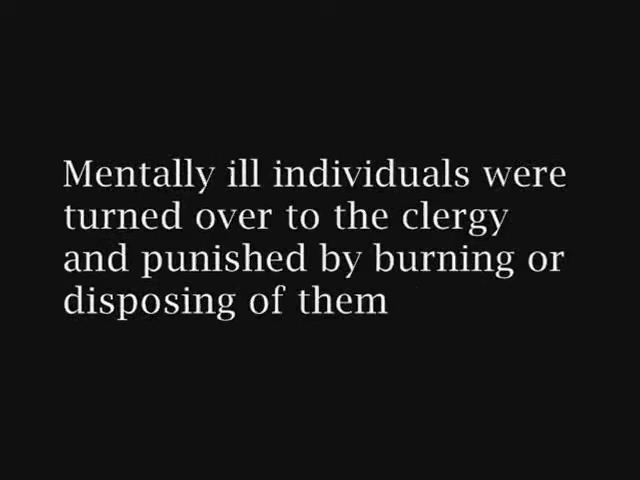 Mentally ill individuals were
turned over to the clergy
and punished by burning or
disposing of them